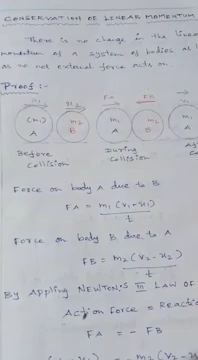 CONSERVATION OF LINEAR MOMENTUM
There is no change in the linear
momentum of a system of bodies as
as no net external force acts on
Proof :-
u1 u2 FA FB v1
(m1) m2 m1 m2 m1
A B A B A
Before During
Collision Collision
Force on body A due to B
FA = m1 (v1 - u1)
t
Force on body B due to A
FB = m2 (v2 - u2)
t
By Applying NEWTON'S III LAW OF
Action Force = Reactio
FA = - FB